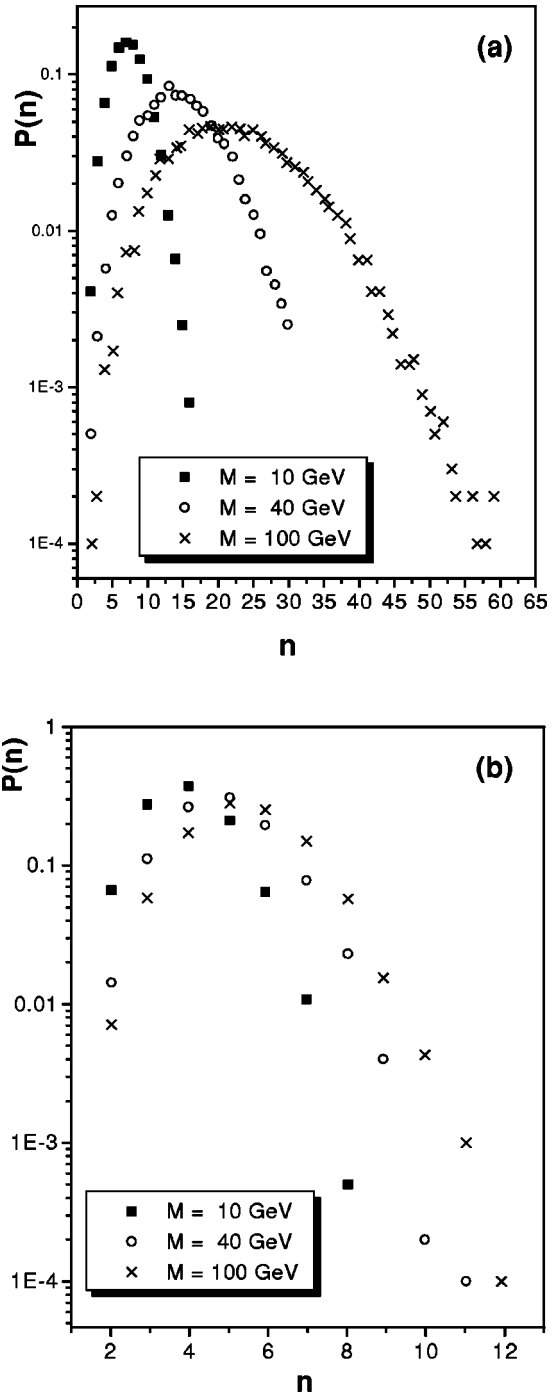 (a)
P(n)
0.1
0.01
1E-3
1E-4
M = 10 GeV
M = 40 GeV
M = 100 GeV
0 5 10 15 20 25 30 35 40 45 50 55 60 65
n
(b)
P(n)
1
0.1
0.01
1E-3
1E-4
M = 10 GeV
M = 40 GeV
M = 100 GeV
2 4 6 8 10 12
n